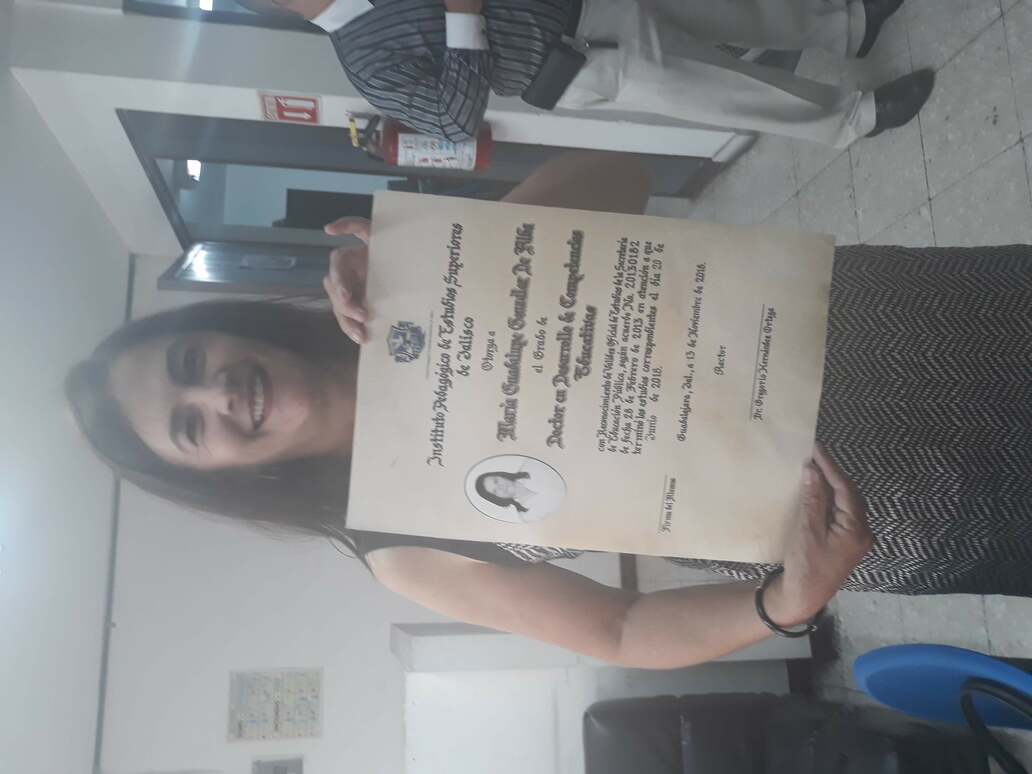 Instituto Pedagógico de Estudios Superiores
de Jalisco
Otorga a
María Guadalupe González De Alba
el Grado de
Doctor en Desarrollo de Competencias
Educativas
con Reconocimiento de Validez Oficial de Estudios de la Secretaría
de Educación Pública, según acuerdo No. 20130182
de fecha 28 de Febrero de 2013 en atención a que
terminó los estudios correspondientes el día 20 de
Junio de 2015.
Guadalajara, Jal., a 13 de Noviembre de 2018.
Rector
Firma del Alumno
Dr. Gregorio Hernández Ortega